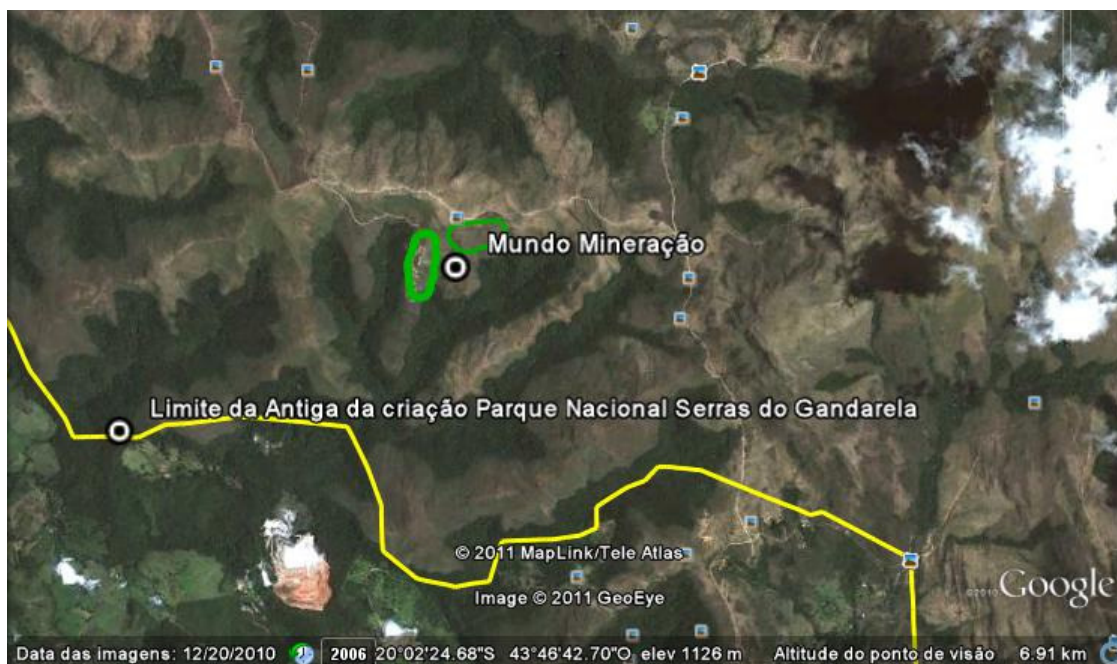 Mundo Mineração
Limite da Antiga da criação Parque Nacional Serras do Gandarela
© 2011 MapLink/Tele Atlas
Image © 2011 GeoEye
©2010 Google
Data das imagens: 12/20/2010 2006 20°02'24.68"S 43°46'42.70"O elev 1126 m Altitude do ponto de visão 6.91 km